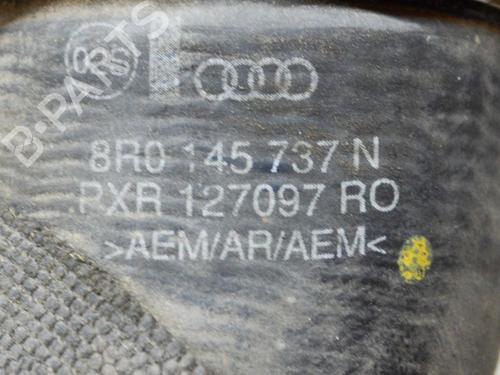 B-PARTS
8R0 145 737 N
PXR 127097 RO
>AEM/AR/AEM<